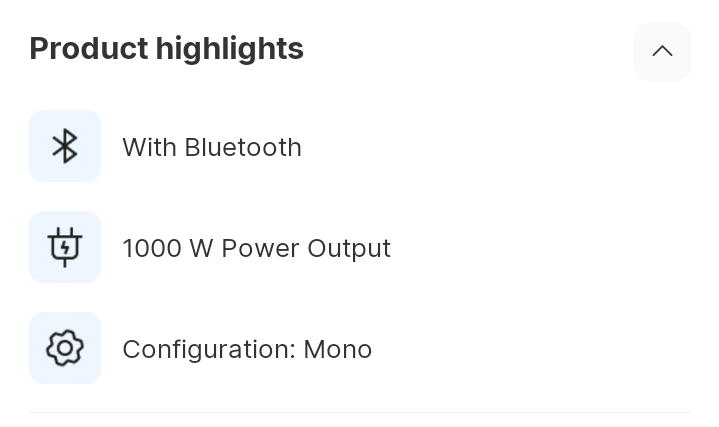 Product highlights
With Bluetooth
1000 W Power Output
Configuration: Mono